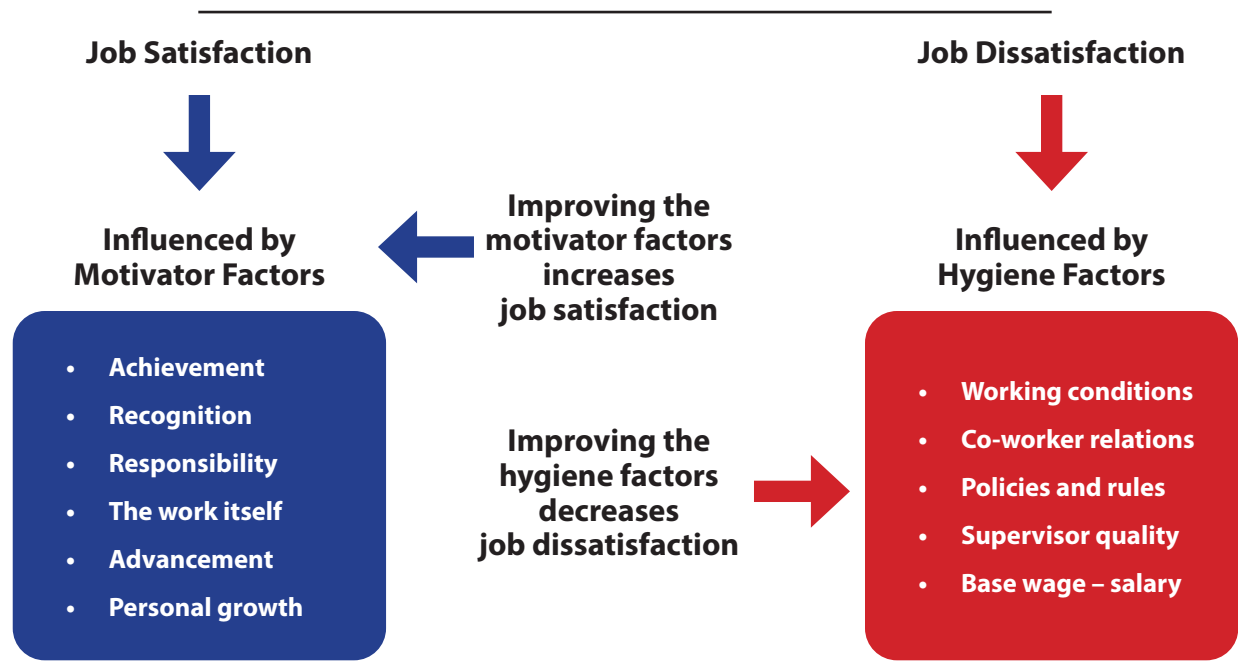 Job Satisfaction
Job Dissatisfaction
Influenced by
Motivator Factors
Improving the
motivator factors
increases
job satisfaction
Influenced by
Hygiene Factors
• Achievement
• Recognition
• Responsibility
• The work itself
• Advancement
• Personal growth
Improving the
hygiene factors
decreases
job dissatisfaction
• Working conditions
• Co-worker relations
• Policies and rules
• Supervisor quality
• Base wage – salary